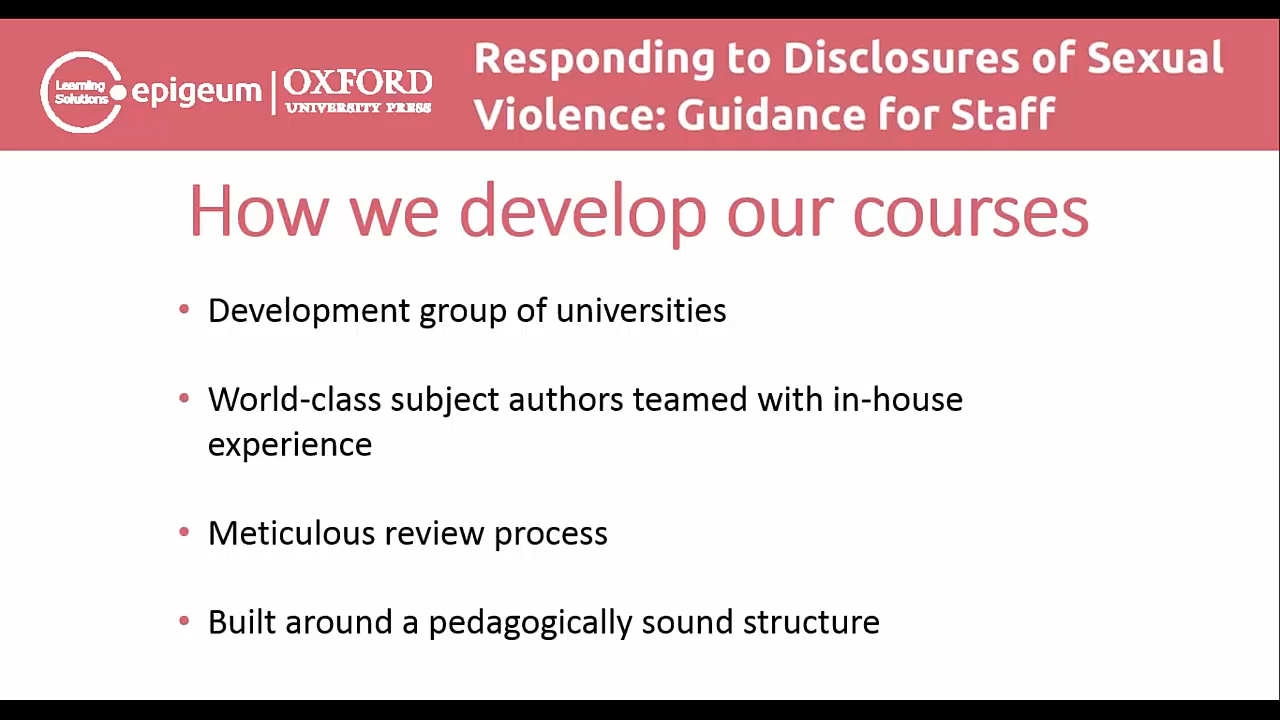 Learning
Solutions
epigeum
OXFORD
UNIVERSITY PRESS
Responding to Disclosures of Sexual
Violence: Guidance for Staff
How we develop our courses
• Development group of universities
• World-class subject authors teamed with in-house
experience
• Meticulous review process
• Built around a pedagogically sound structure